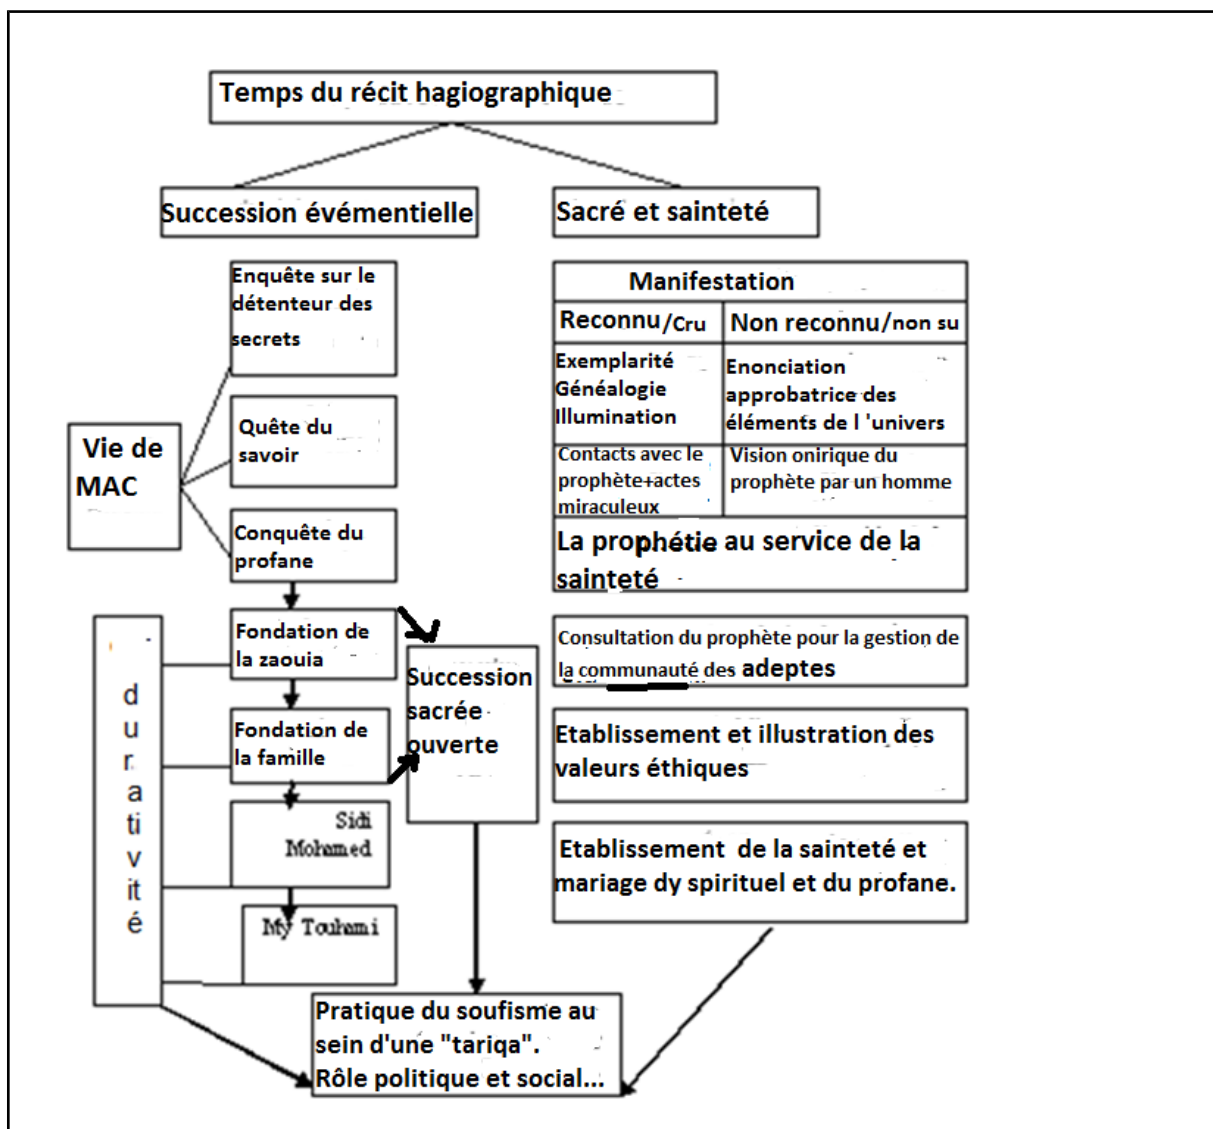 Temps du récit hagiographique
Succession évémentielle
Sacré et sainteté
Enquête sur le
détenteur des
secrets
Quête du
savoir
Vie de
MAC
Conquête du
profane
Fondation de
la zaouia
Fondation de
la famille
Sidi
Mohamed
My Touhami
durativité
Succession
sacrée
ouverte
Manifestation
Reconnu/Cru
Non reconnu/non su
Exemplarité
Généalogie
Illumination
Enonciation
approbatrice des
éléments de l 'univers
Contacts avec le
prophète+actes
miraculeux
Vision onirique du
prophète par un homme
La prophétie au service de la
sainteté
Consultation du prophète pour la gestion de
la communauté des adeptes
Etablissement et illustration des
valeurs éthiques
Etablissement de la sainteté et
mariage dy spirituel et du profane.
Pratique du soufisme au
sein d'une "tariqa".
Rôle politique et social...